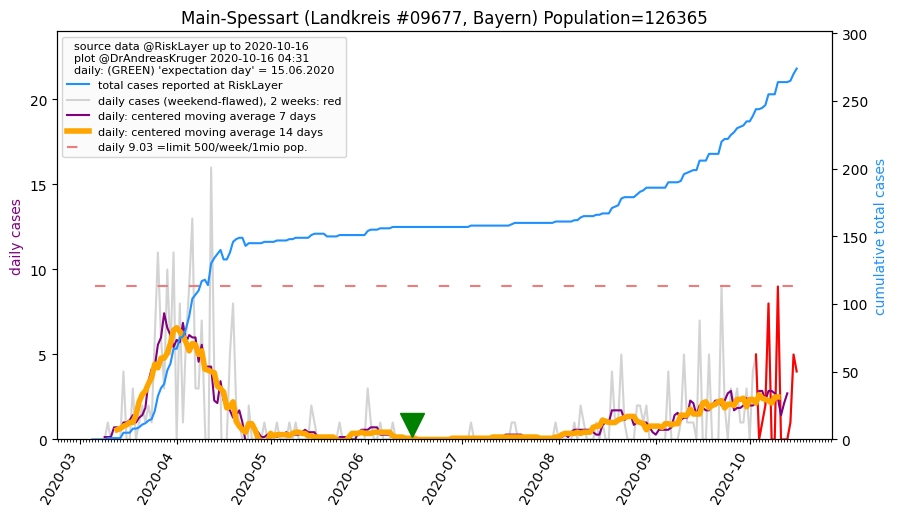 Main-Spessart (Landkreis #09677, Bayern) Population=126365
source data @RiskLayer up to 2020-10-16
plot @DrAndreasKruger 2020-10-16 04:31
daily: (GREEN) 'expectation day' = 15.06.2020
total cases reported at RiskLayer
daily cases (weekend-flawed), 2 weeks: red
daily: centered moving average 7 days
daily: centered moving average 14 days
daily 9.03 =limit 500/week/1mio pop.
daily cases
20
15
10
5
0
300
250
200
150
100
50
0
cumulative total cases
2020-03
2020-04
2020-05
2020-06
2020-07
2020-08
2020-09
2020-10